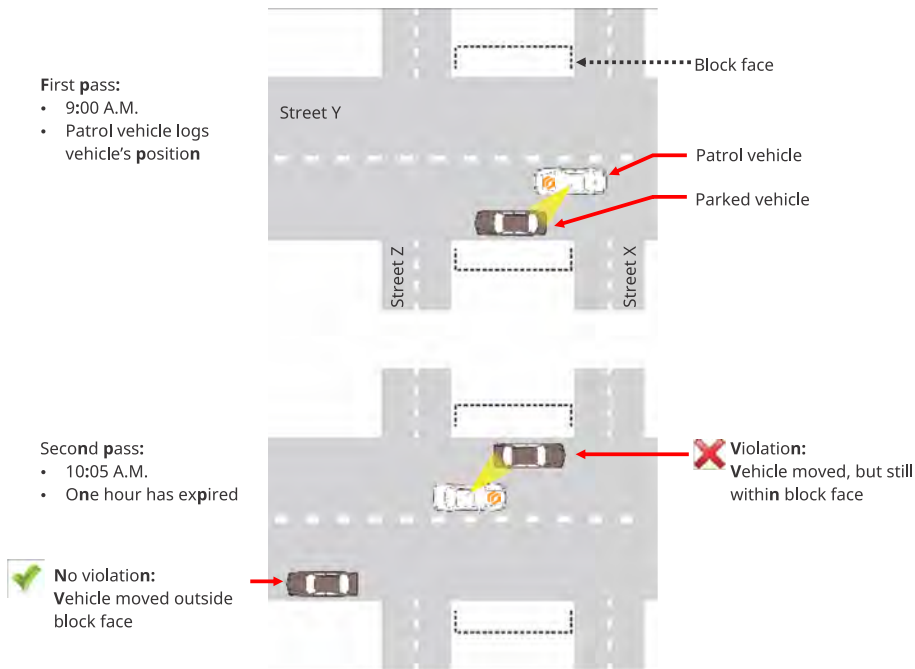 First pass:
• 9:00 A.M.
• Patrol vehicle logs
vehicle's position
Street Y
Block face
Patrol vehicle
Parked vehicle
Street Z
Street X
Second pass:
• 10:05 A.M.
• One hour has expired
Violation:
Vehicle moved, but still
within block face
No violation:
Vehicle moved outside
block face